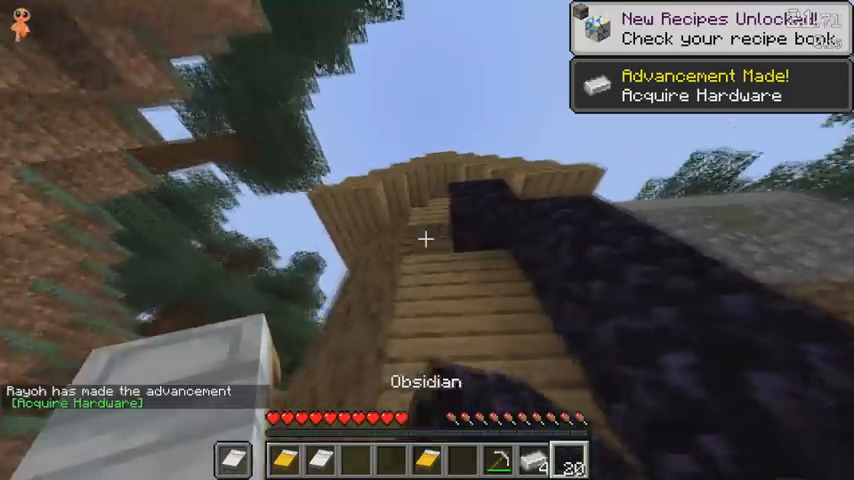 New Recipes Unlocked!
Check your recipe book
Advancement Made!
Acquire Hardware
Obsidian
Rayoh has made the advancement
[Acquire Hardware]
4
20